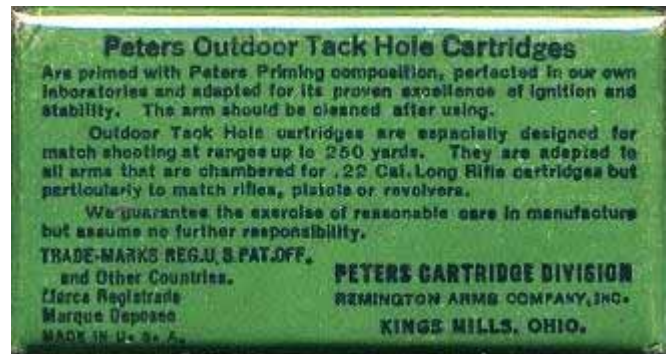 Peters Outdoor Tack Hole Cartridges
Are primed with Peters Priming composition, perfected in our own
laboratories and adapted for its proven excellence of ignition and
stability. The arm should be cleaned after using.
Outdoor Tack Hole cartridges are especially designed for
match shooting at ranges up to 250 yards. They are adapted to
all arms that are chambered for .22 Cal. Long Rifle cartridges but
particularly to match rifles, pistols or revolvers.
We guarantee the exercise of reasonable care in manufacture
but assume no further responsibility.
TRADE-MARKS REG. U. S. PAT. OFF.
and Other Countries.
Marca Registrada
Marque Deposee
MADE IN U. S. A.
PETERS CARTRIDGE DIVISION
REMINGTON ARMS COMPANY, INC.
KINGS MILLS, OHIO.